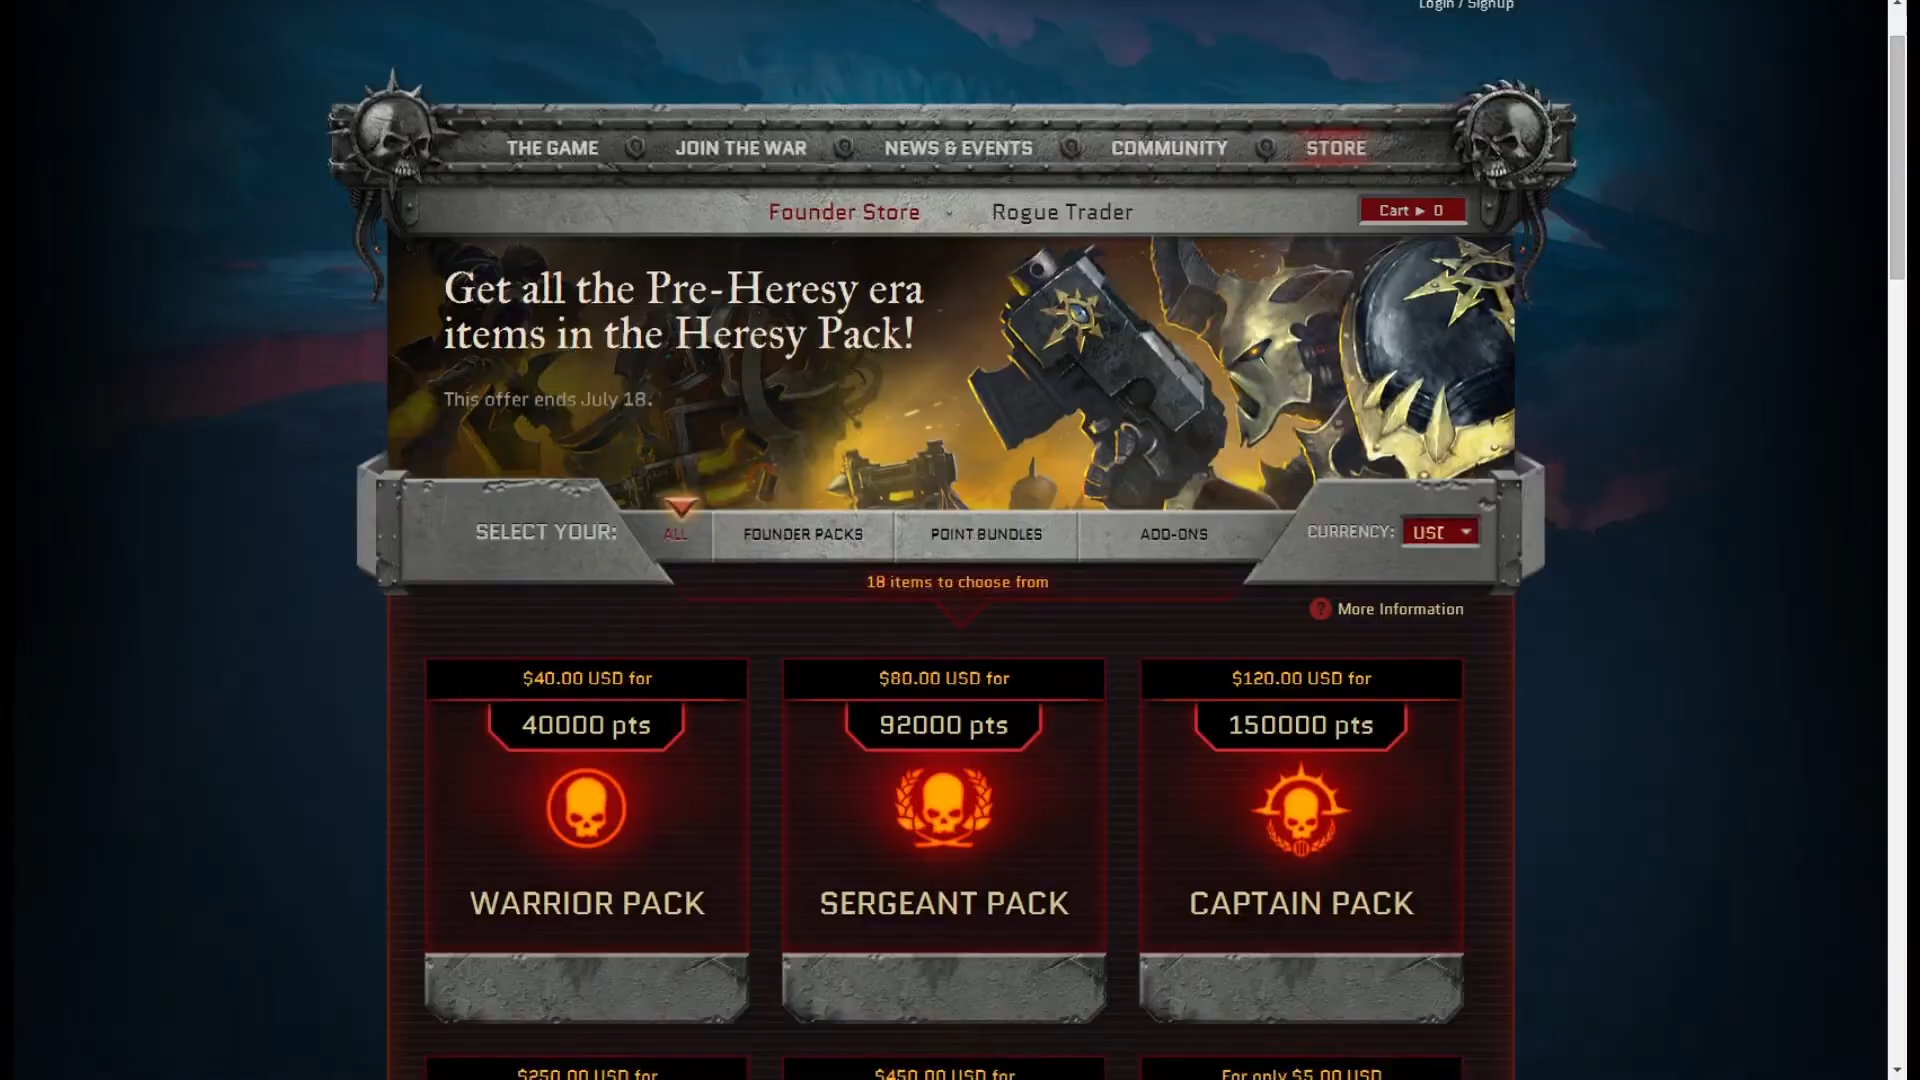 Login / Signup
THE GAME
JOIN THE WAR
NEWS & EVENTS
COMMUNITY
STORE
Founder Store
Rogue Trader
Cart ► 0
Get all the Pre-Heresy era
items in the Heresy Pack!
This offer ends July 18.
SELECT YOUR:
ALL
FOUNDER PACKS
POINT BUNDLES
ADD-ONS
CURRENCY:
USD
18 items to choose from
? More Information
$40.00 USD for
40000 pts
WARRIOR PACK
$80.00 USD for
92000 pts
SERGEANT PACK
$120.00 USD for
150000 pts
CAPTAIN PACK
$250.00 USD for
$450.00 USD for
For only $5.00 USD